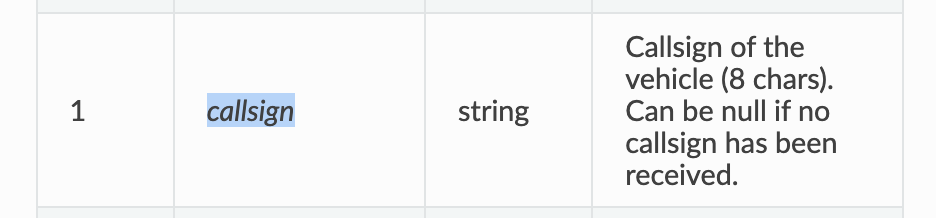 1
callsign
string
Callsign of the
vehicle (8 chars).
Can be null if no
callsign has been
received.